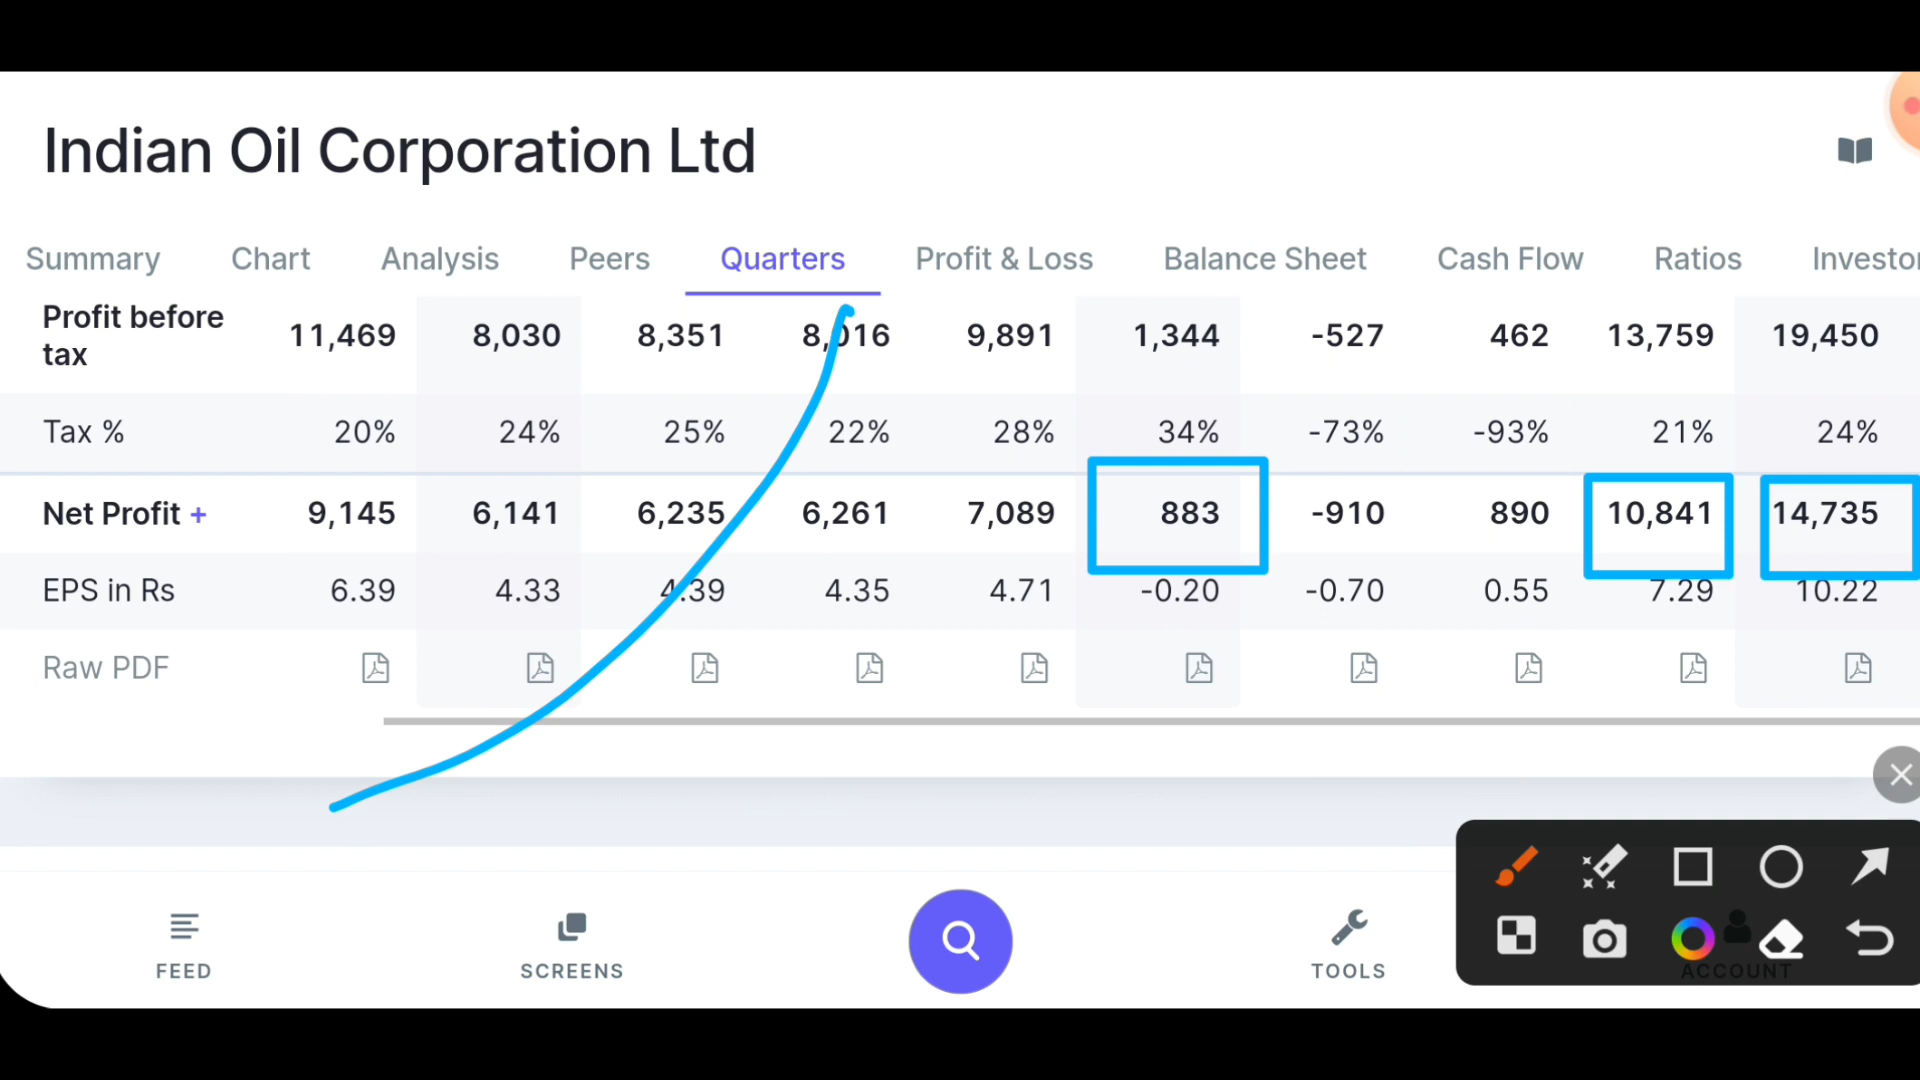 Indian Oil Corporation Ltd
Summary Chart Analysis Peers Quarters Profit & Loss Balance Sheet Cash Flow Ratios Investor
Profit before tax 11,469 8,030 8,351 8,016 9,891 1,344 -527 462 13,759 19,450
Tax % 20% 24% 25% 22% 28% 34% -73% -93% 21% 24%
Net Profit + 9,145 6,141 6,235 6,261 7,089 883 -910 890 10,841 14,735
EPS in Rs 6.39 4.33 4.39 4.35 4.71 -0.20 -0.70 0.55 7.29 10.22
Raw PDF
FEED SCREENS TOOLS ACCOUNT